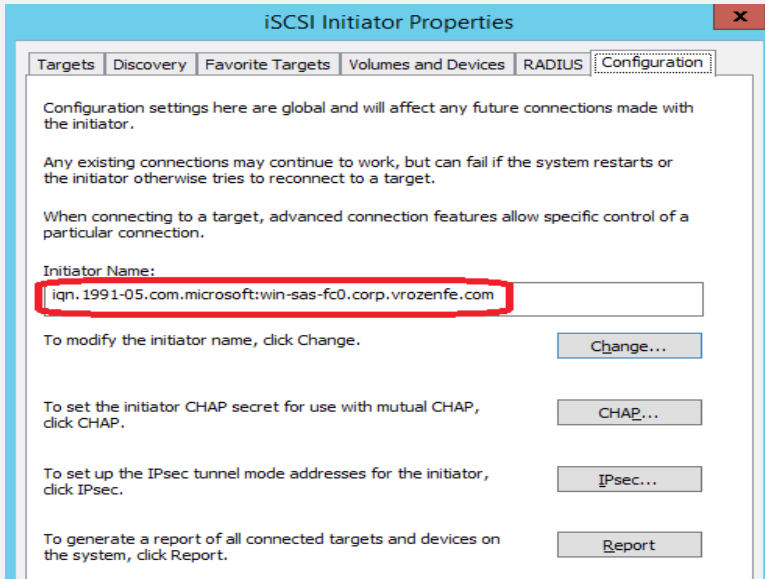 iSCSI Initiator Properties
x
Targets Discovery Favorite Targets Volumes and Devices RADIUS Configuration
Configuration settings here are global and will affect any future connections made with
the initiator.
Any existing connections may continue to work, but can fail if the system restarts or
the initiator otherwise tries to reconnect to a target.
When connecting to a target, advanced connection features allow specific control of a
particular connection.
Initiator Name:
iqn.1991-05.com.microsoft:win-sas-fc0.corp.vrozenfe.com
To modify the initiator name, click Change.
Change...
To set the initiator CHAP secret for use with mutual CHAP,
click CHAP.
CHAP...
To set up the IPsec tunnel mode addresses for the initiator,
click IPsec.
IPsec...
To generate a report of all connected targets and devices on
the system, click Report.
Report